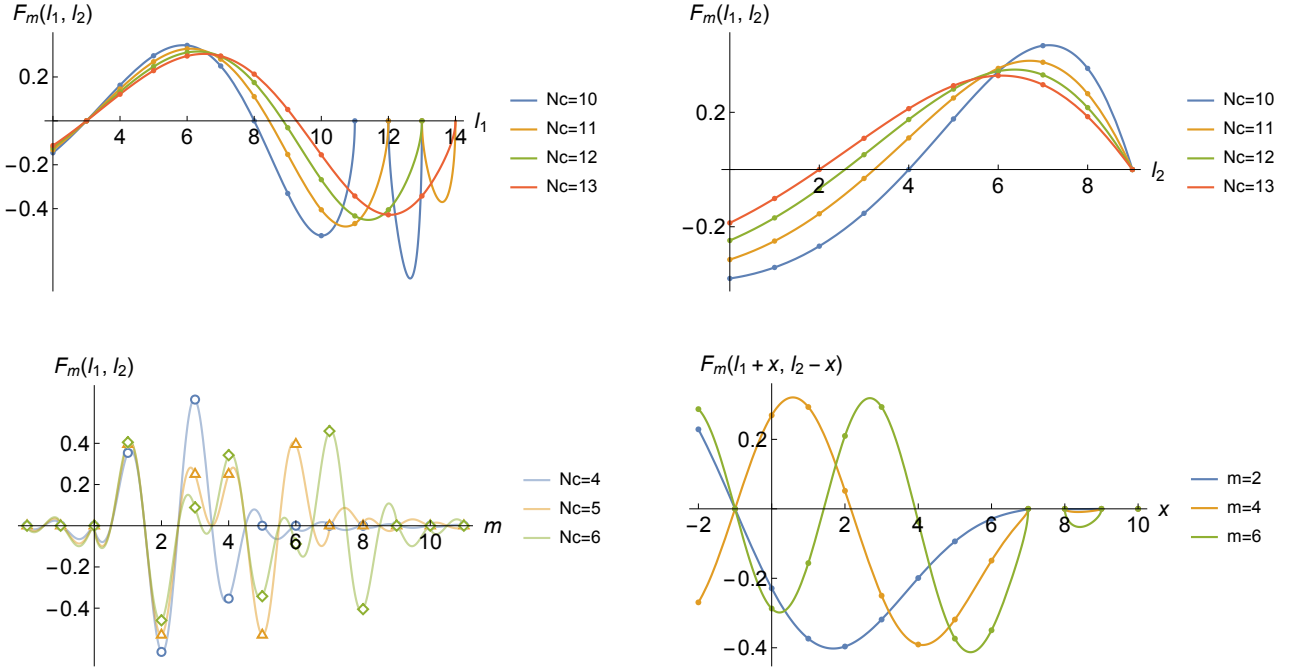 F_m(l_1, l_2)
0.2
−0.2
−0.4
4 6 8 10 12 14 l_1
Nc=10
Nc=11
Nc=12
Nc=13
F_m(l_1, l_2)
0.2
−0.2
2 4 6 8 l_2
Nc=10
Nc=11
Nc=12
Nc=13
F_m(l_1, l_2)
0.4
0.2
−0.2
−0.4
2 4 6 8 10 m
Nc=4
Nc=5
Nc=6
F_m(l_1 + x, l_2 − x)
0.2
−0.2
−0.4
−2 2 4 6 8 10 x
m=2
m=4
m=6